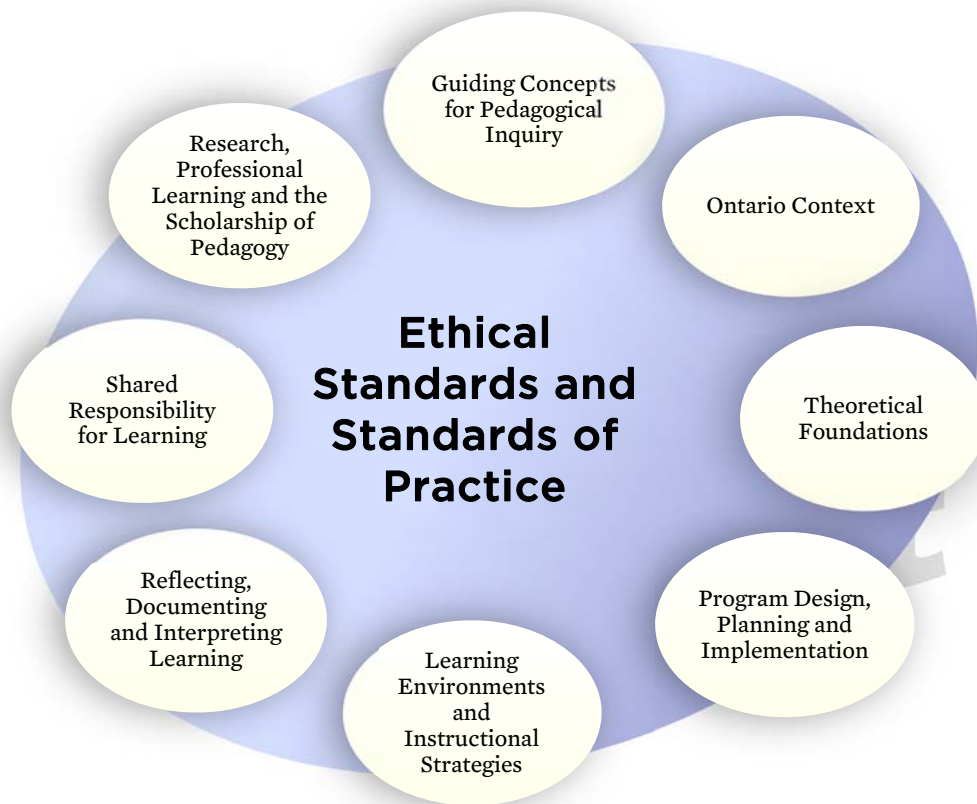 Guiding Concepts
for Pedagogical
Inquiry
Ontario Context
Theoretical
Foundations
Program Design,
Planning and
Implementation
Learning
Environments
and
Instructional
Strategies
Reflecting,
Documenting
and Interpreting
Learning
Shared
Responsibility
for Learning
Research,
Professional
Learning and the
Scholarship of
Pedagogy
Ethical
Standards and
Standards of
Practice